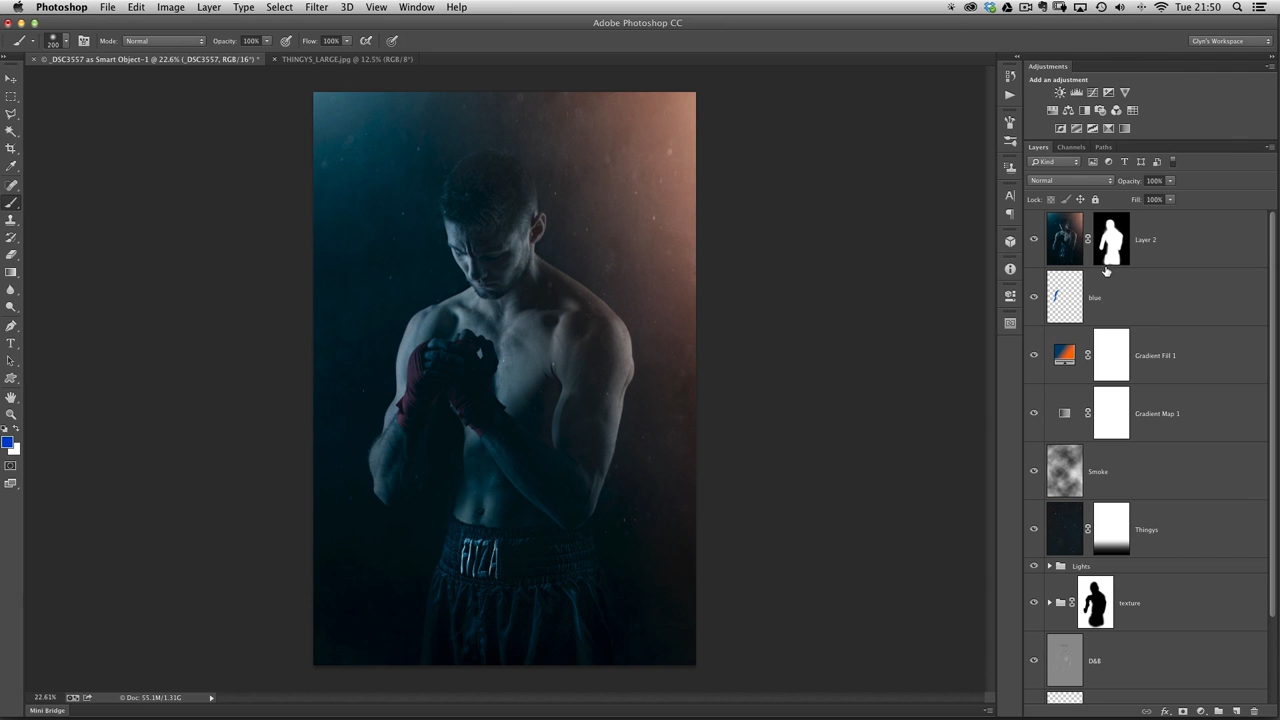 Photoshop File Edit Image Layer Type Select Filter 3D View Window Help Tue 21:50
Adobe Photoshop CC
200 Mode: Normal Opacity: 100% Flow: 100% Glyn's Workspace
× © _DSC3557 as Smart Object-1 @ 22.6% (_DSC3557, RGB/16*) * × THINGYS_LARGE.jpg @ 12.5% (RGB/8*)
Adjustments
Add an adjustment
Layers Channels Paths
Kind
Normal Opacity: 100%
Lock: Fill: 100%
Layer 2
blue
Gradient Fill 1
Gradient Map 1
Smoke
Thingys
Lights
texture
D&B
22.61% © Doc: 55.1M/1.31G
Mini Bridge